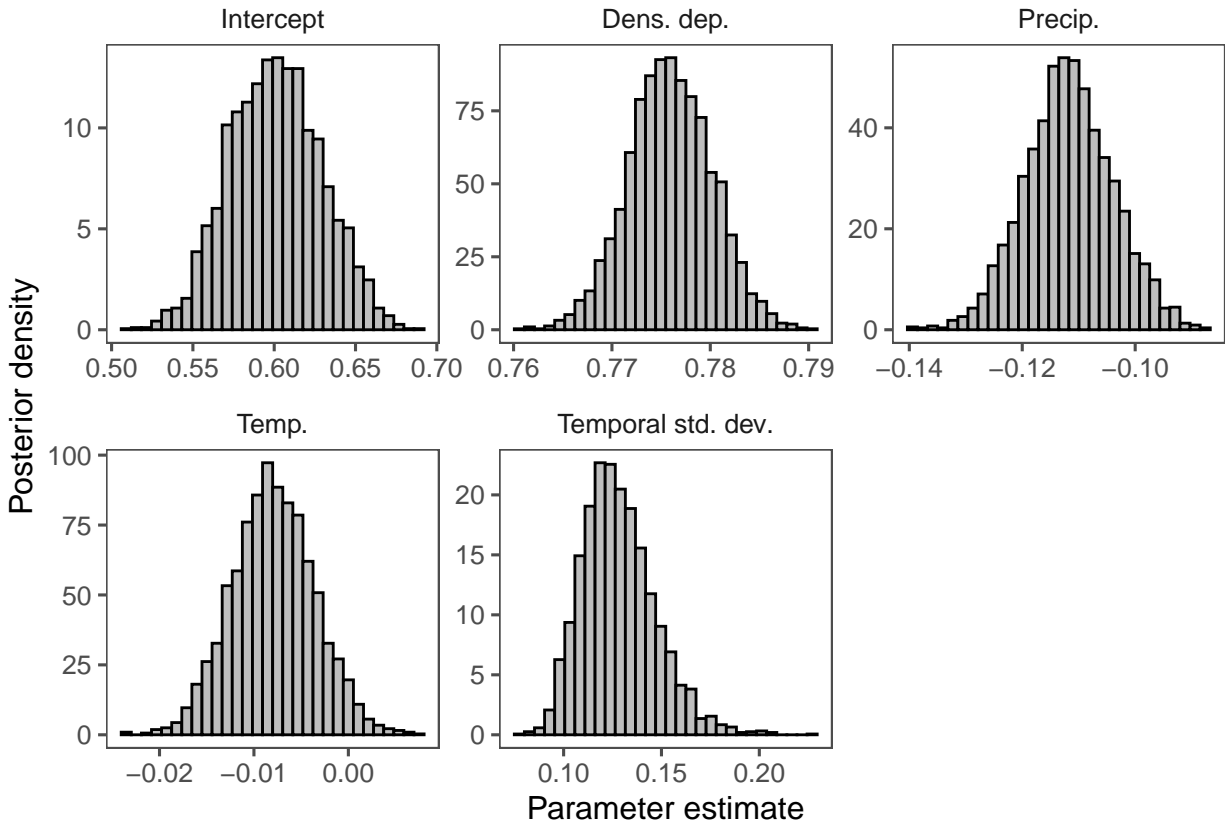 Intercept
Dens. dep.
Precip.
10
5
0
0.50 0.55 0.60 0.65 0.70
75
50
25
0
0.76 0.77 0.78 0.79
40
20
0
−0.14 −0.12 −0.10
Posterior density
Temp.
Temporal std. dev.
100
75
50
25
0
−0.02 −0.01 0.00
20
15
10
5
0
0.10 0.15 0.20
Parameter estimate